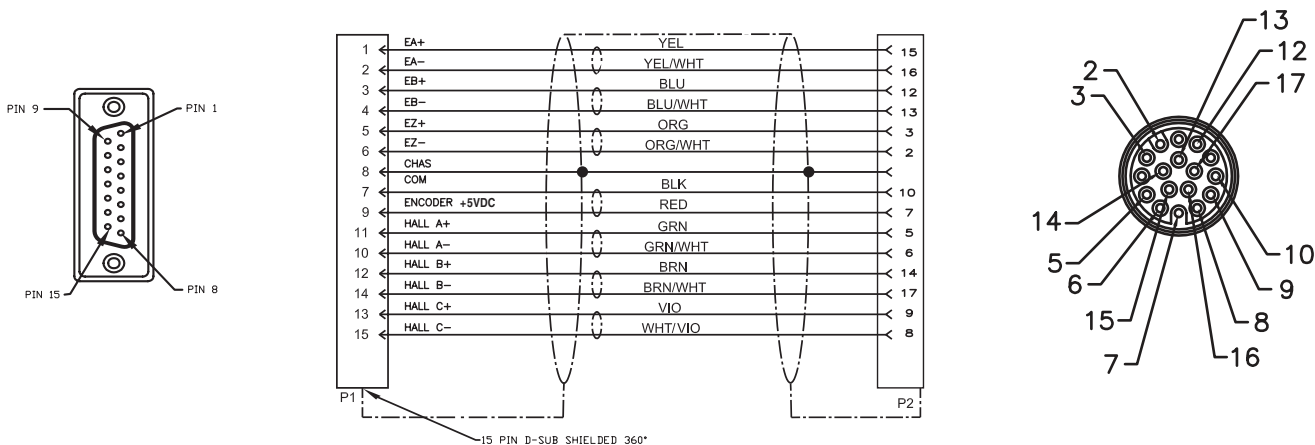 PIN 9
PIN 1
PIN 15
PIN 8
1 EA+ YEL 15
2 EA- YEL/WHT 16
3 EB+ BLU 12
4 EB- BLU/WHT 13
5 EZ+ ORG 3
6 EZ- ORG/WHT 2
8 CHAS
7 COM BLK 10
9 ENCODER +5VDC RED 7
11 HALL A+ GRN 5
10 HALL A- GRN/WHT 6
12 HALL B+ BRN 14
14 HALL B- BRN/WHT 17
13 HALL C+ VIO 9
15 HALL C- WHT/VIO 8
P1
P2
15 PIN D-SUB SHIELDED 360°
13
12
2
17
3
14
10
5
9
6
8
15
16
7